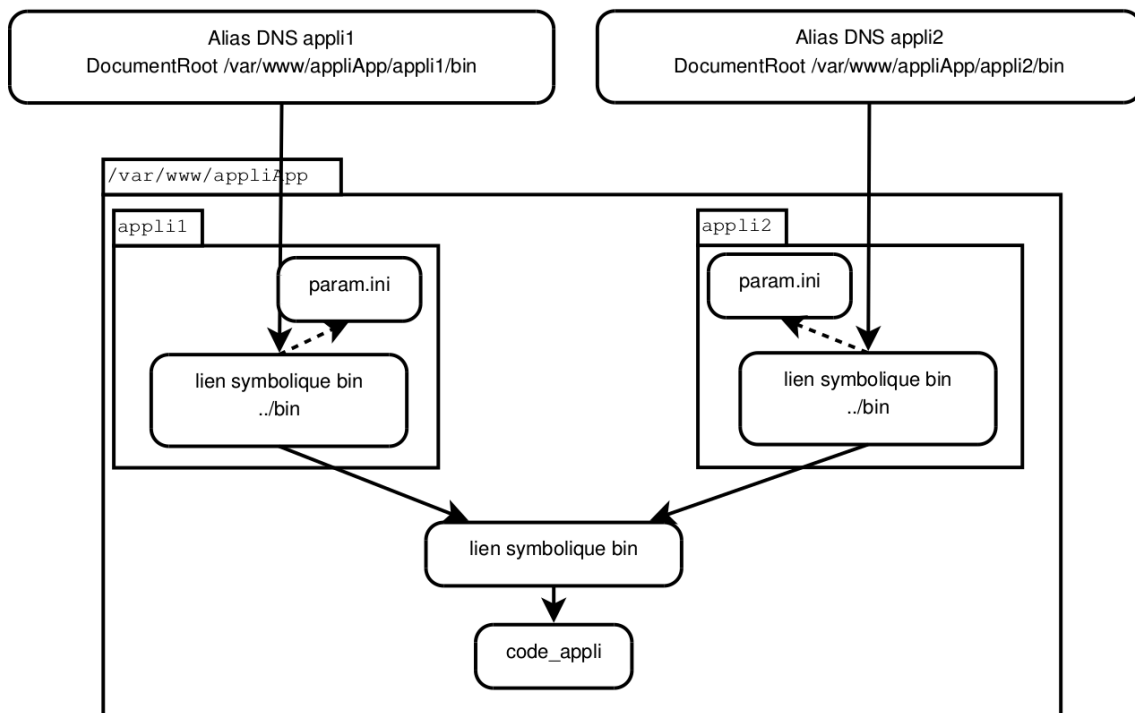 Alias DNS appli1
DocumentRoot /var/www/appliApp/appli1/bin
Alias DNS appli2
DocumentRoot /var/www/appliApp/appli2/bin
/var/www/appliApp
appli1
appli2
param.ini
param.ini
lien symbolique bin
../bin
lien symbolique bin
../bin
lien symbolique bin
code_appli